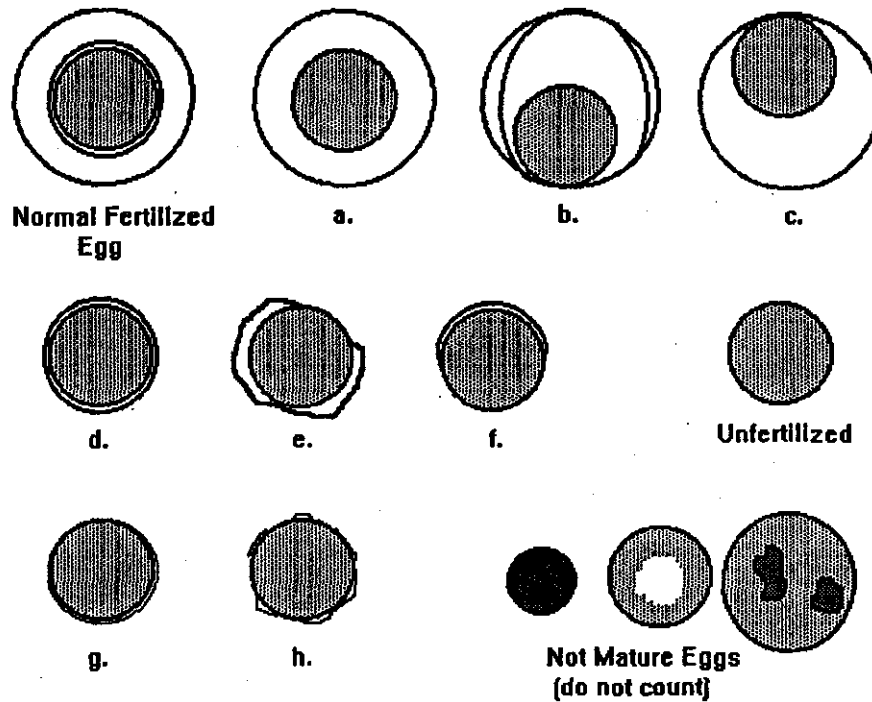 Normal Fertilized
Egg
a.
b.
c.
d.
e.
f.
Unfertilized
g.
h.
Not Mature Eggs
(do not count)